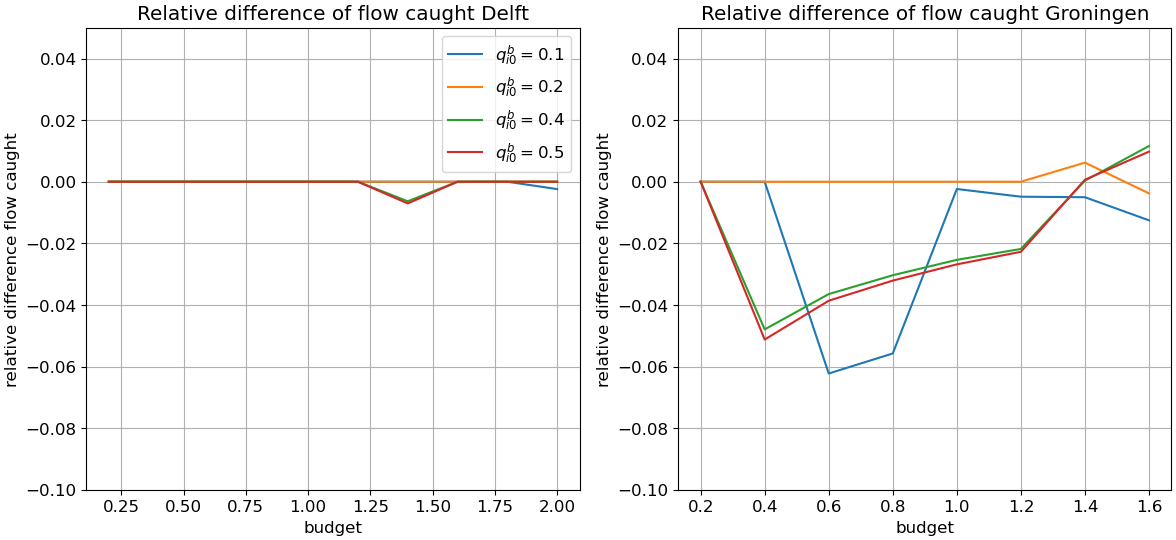 Relative difference of flow caught Delft
relative difference flow caught
0.04
0.02
0.00
−0.02
−0.04
−0.06
−0.08
−0.10
q_{i0}^{b} = 0.1
q_{i0}^{b} = 0.2
q_{i0}^{b} = 0.4
q_{i0}^{b} = 0.5
0.25 0.50 0.75 1.00 1.25 1.50 1.75 2.00
budget
Relative difference of flow caught Groningen
relative difference flow caught
0.04
0.02
0.00
−0.02
−0.04
−0.06
−0.08
−0.10
0.2 0.4 0.6 0.8 1.0 1.2 1.4 1.6
budget